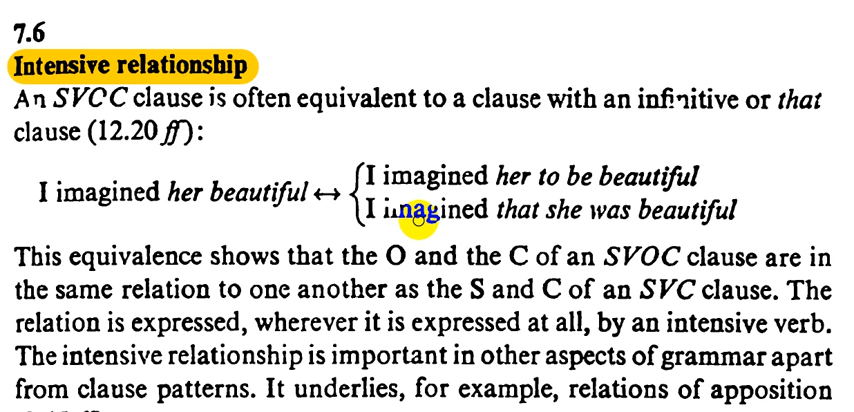 7.6
Intensive relationship
An SVCC clause is often equivalent to a clause with an infinitive or that
clause (12.20ff):
I imagined her beautiful ↔ {I imagined her to be beautiful
I imagined that she was beautiful
This equivalence shows that the O and the C of an SVOC clause are in
the same relation to one another as the S and C of an SVC clause. The
relation is expressed, wherever it is expressed at all, by an intensive verb.
The intensive relationship is important in other aspects of grammar apart
from clause patterns. It underlies, for example, relations of apposition